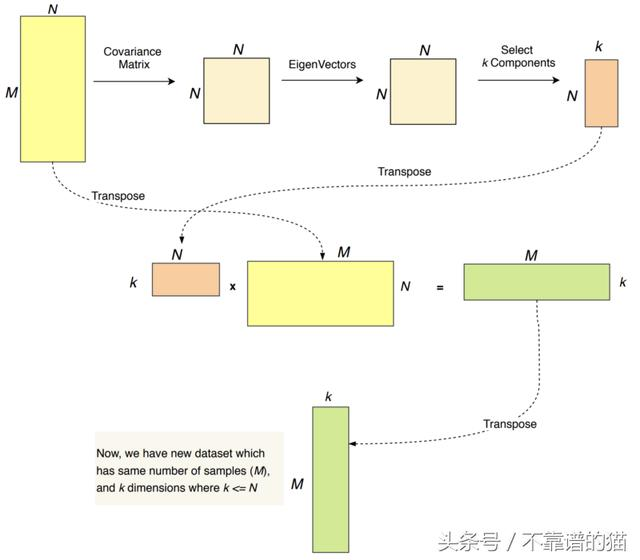 N
M
Covariance
Matrix
N
N
EigenVectors
N
N
Select
k Components
k
N
Transpose
Transpose
N
k
x
M
N
=
M
k
Transpose
k
M
Now, we have new dataset which
has same number of samples (M),
and k dimensions where k <= N
头条号 / 不靠谱的猫